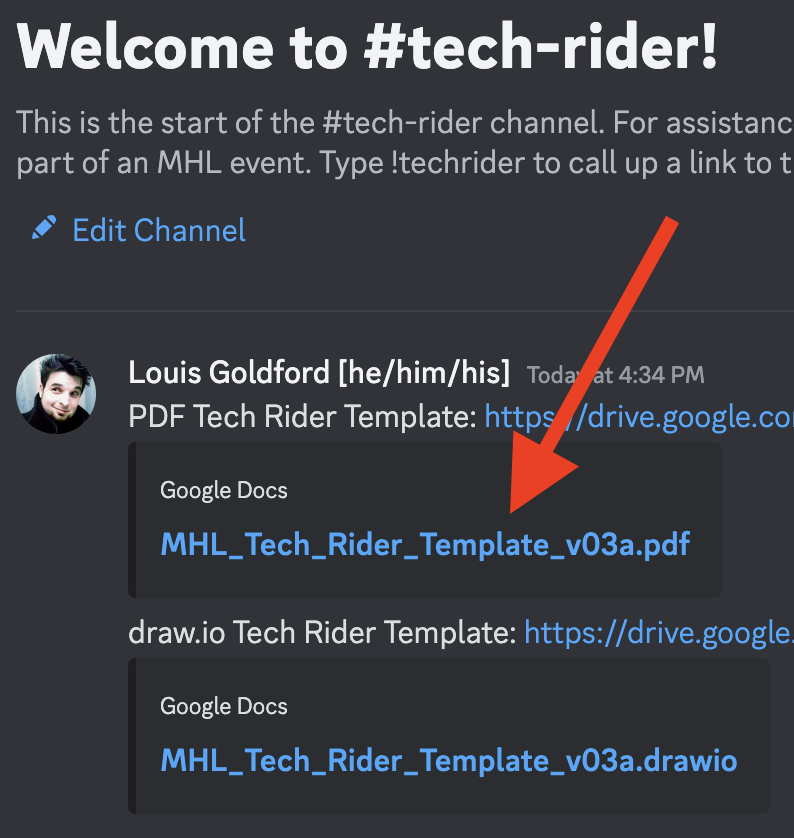 Welcome to #tech-rider!
This is the start of the #tech-rider channel. For assistanc
part of an MHL event. Type !techrider to call up a link to t
Edit Channel
Louis Goldford [he/him/his] Today at 4:34 PM
PDF Tech Rider Template: https://drive.google.co
Google Docs
MHL_Tech_Rider_Template_v03a.pdf
draw.io Tech Rider Template: https://drive.google.
Google Docs
MHL_Tech_Rider_Template_v03a.drawio